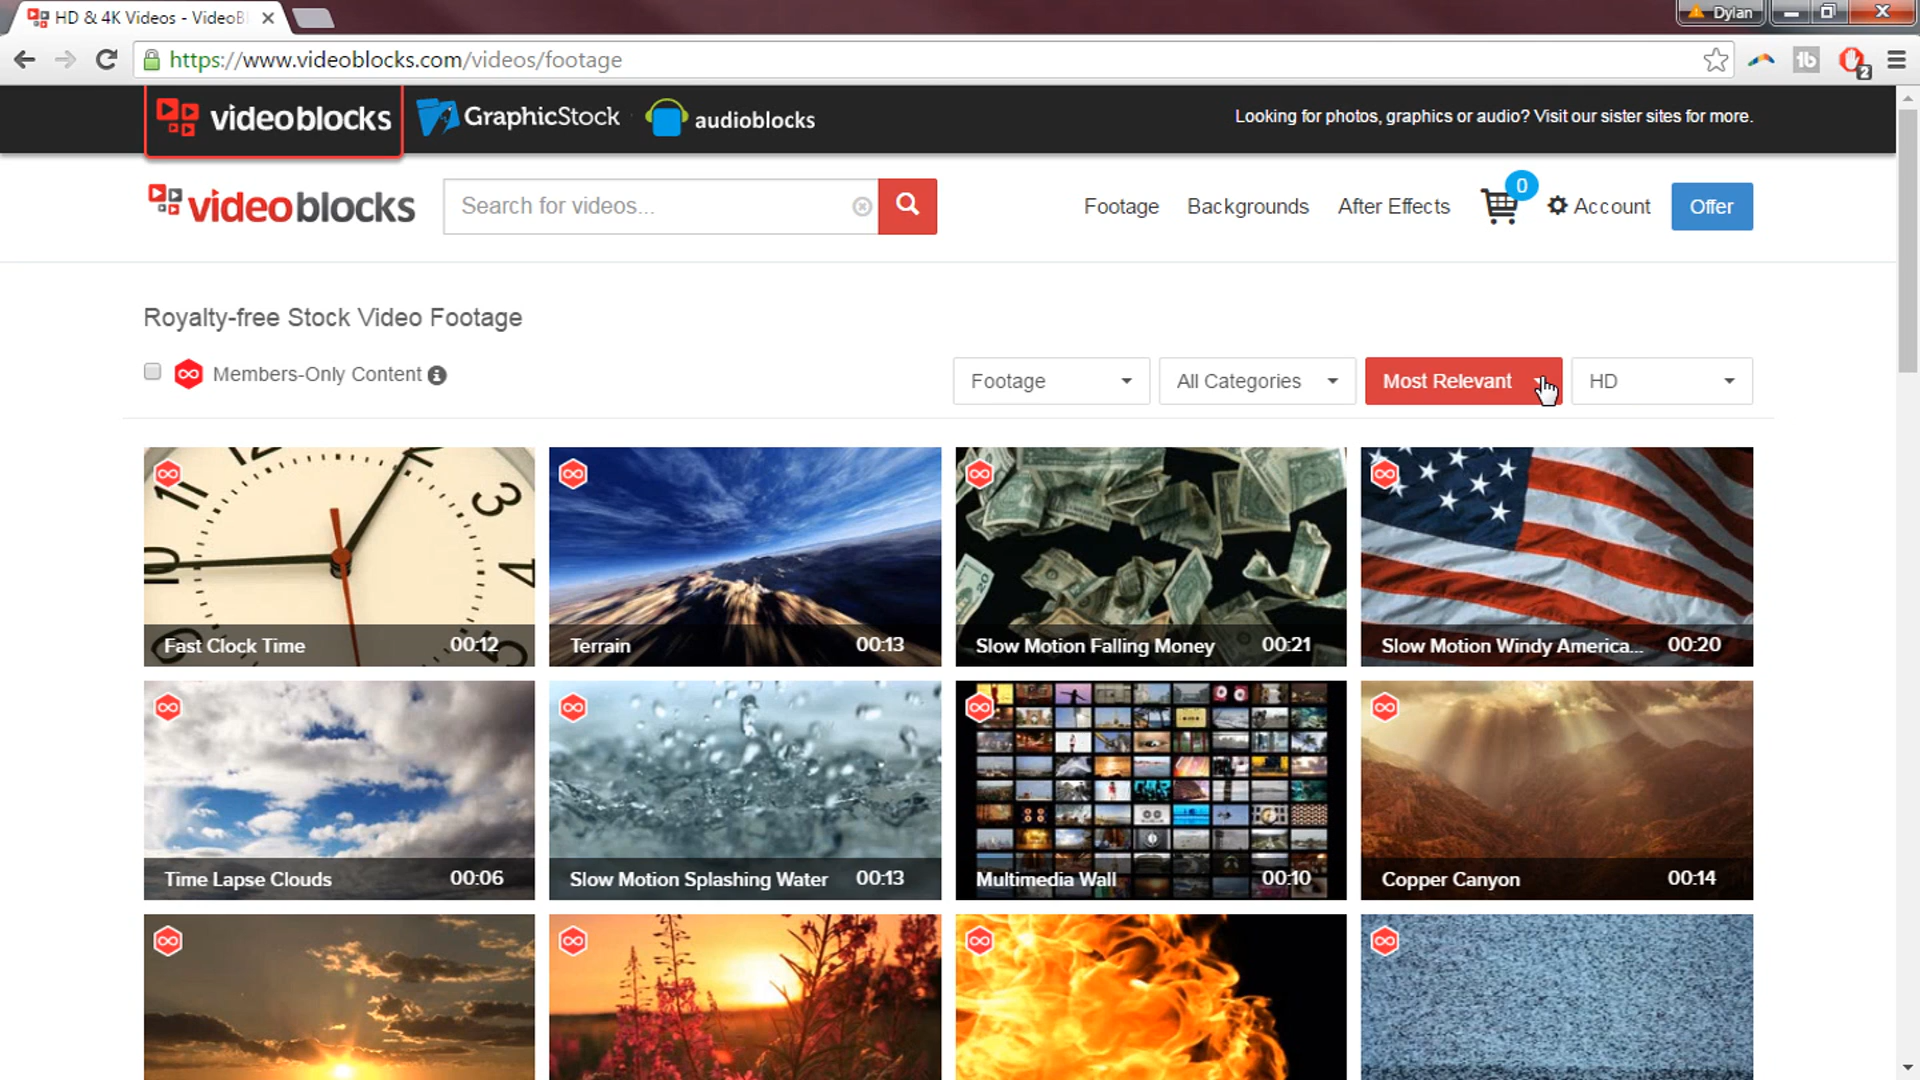 HD & 4K Videos - VideoB
Dylan
https://www.videoblocks.com/videos/footage
2
videoblocks
GraphicStock
audioblocks
Looking for photos, graphics or audio? Visit our sister sites for more.
videoblocks
Search for videos...
Footage
Backgrounds
After Effects
0
Account
Offer
Royalty-free Stock Video Footage
Members-Only Content
Footage
All Categories
Most Relevant
HD
Fast Clock Time 00:12
Terrain 00:13
Slow Motion Falling Money 00:21
Slow Motion Windy America... 00:20
Time Lapse Clouds 00:06
Slow Motion Splashing Water 00:13
Multimedia Wall 00:10
Copper Canyon 00:14